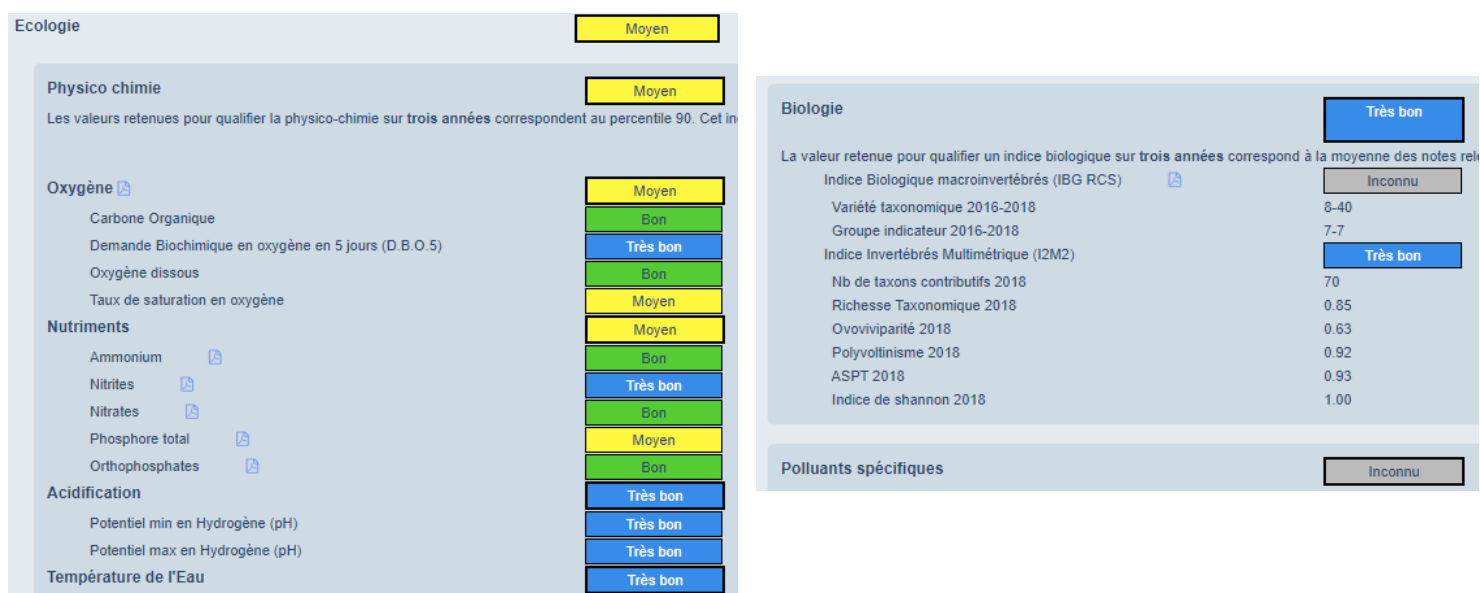 Ecologie Moyen
Physico chimie Moyen
Les valeurs retenues pour qualifier la physico-chimie sur trois années correspondent au percentile 90. Cet in
Oxygène Moyen
Carbone Organique Bon
Demande Biochimique en oxygène en 5 jours (D.B.O.5) Très bon
Oxygène dissous Bon
Taux de saturation en oxygène Moyen
Nutriments Moyen
Ammonium Bon
Nitrites Très bon
Nitrates Bon
Phosphore total Moyen
Orthophosphates Bon
Acidification Très bon
Potentiel min en Hydrogène (pH) Très bon
Potentiel max en Hydrogène (pH) Très bon
Température de l'Eau Très bon
Biologie Très bon
La valeur retenue pour qualifier un indice biologique sur trois années correspond à la moyenne des notes rel
Indice Biologique macroinvertébrés (IBG RCS) Inconnu
Variété taxonomique 2016-2018 8-40
Groupe indicateur 2016-2018 7-7
Indice Invertébrés Multimétrique (I2M2) Très bon
Nb de taxons contributifs 2018 70
Richesse Taxonomique 2018 0.85
Ovoviviparité 2018 0.63
Polyvoltinisme 2018 0.92
ASPT 2018 0.93
Indice de shannon 2018 1.00
Polluants spécifiques Inconnu